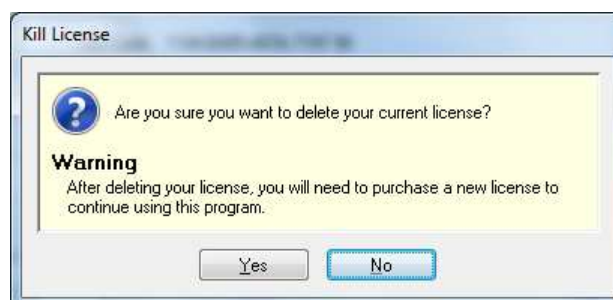 Kill License
Are you sure you want to delete your current license?
Warning
After deleting your license, you will need to purchase a new license to
continue using this program.
Yes
No